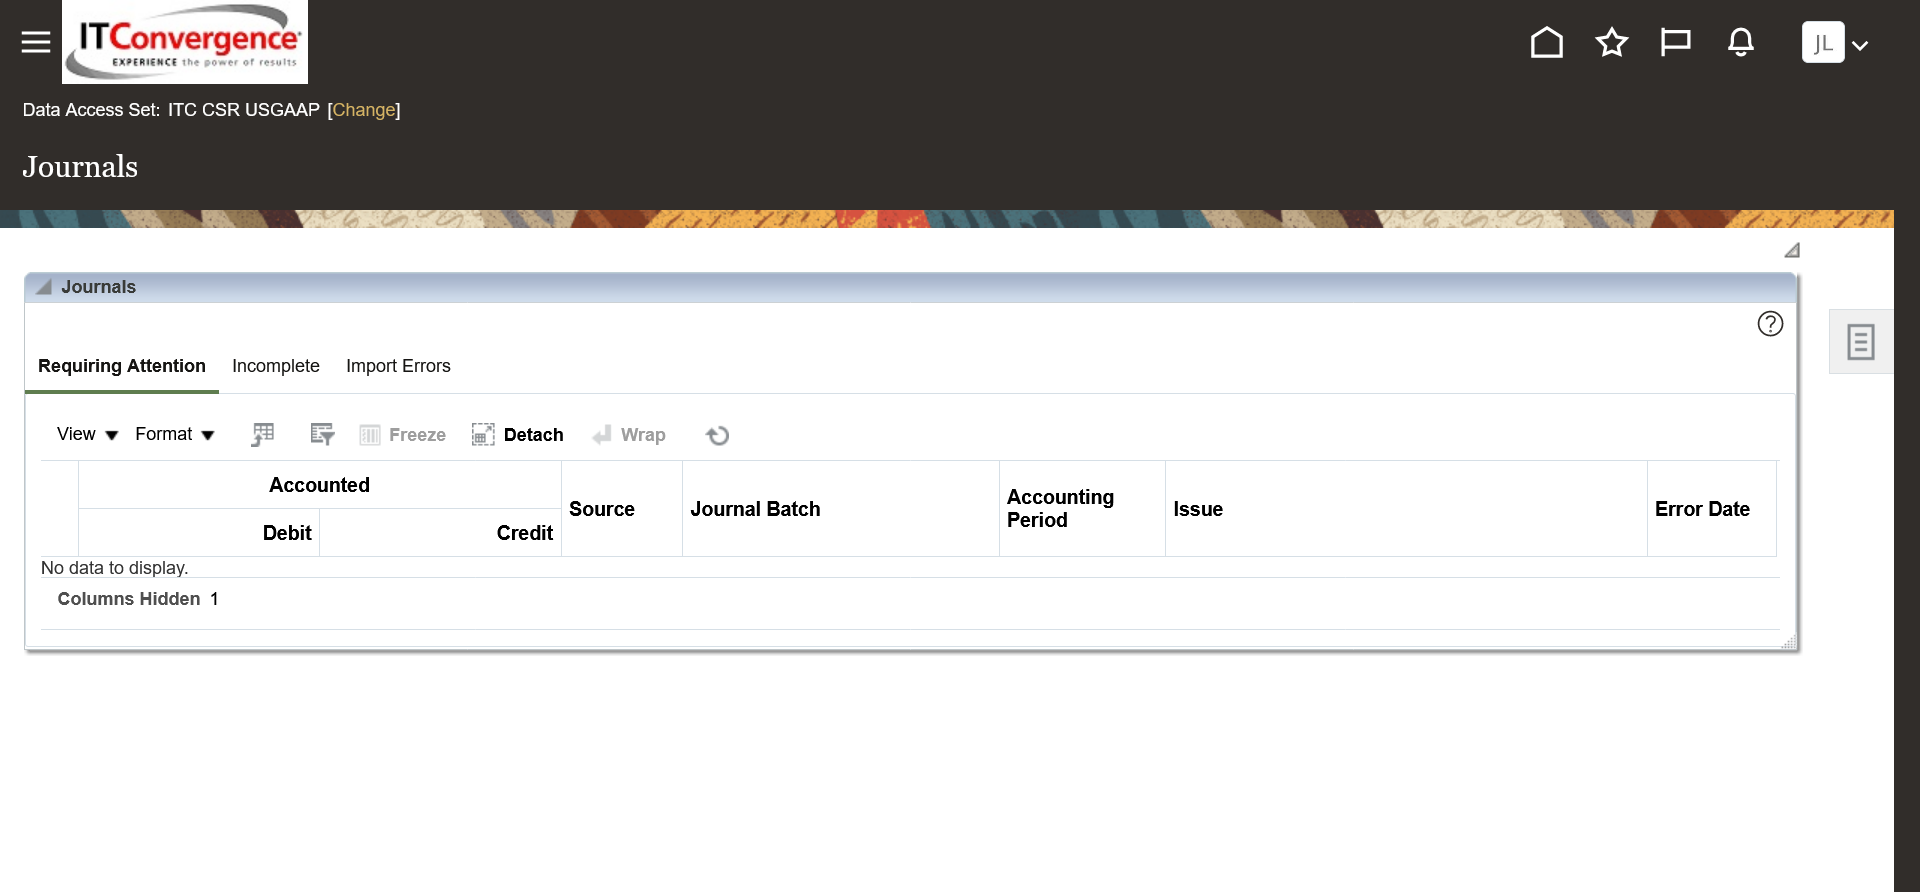 ITConvergence
EXPERIENCE the power of results
JL
Data Access Set: ITC CSR USGAAP [Change]
Journals
Journals
?
Requiring Attention Incomplete Import Errors
View Format Freeze Detach Wrap
Accounted
Debit Credit Source Journal Batch Accounting Period Issue Error Date
No data to display.
Columns Hidden 1